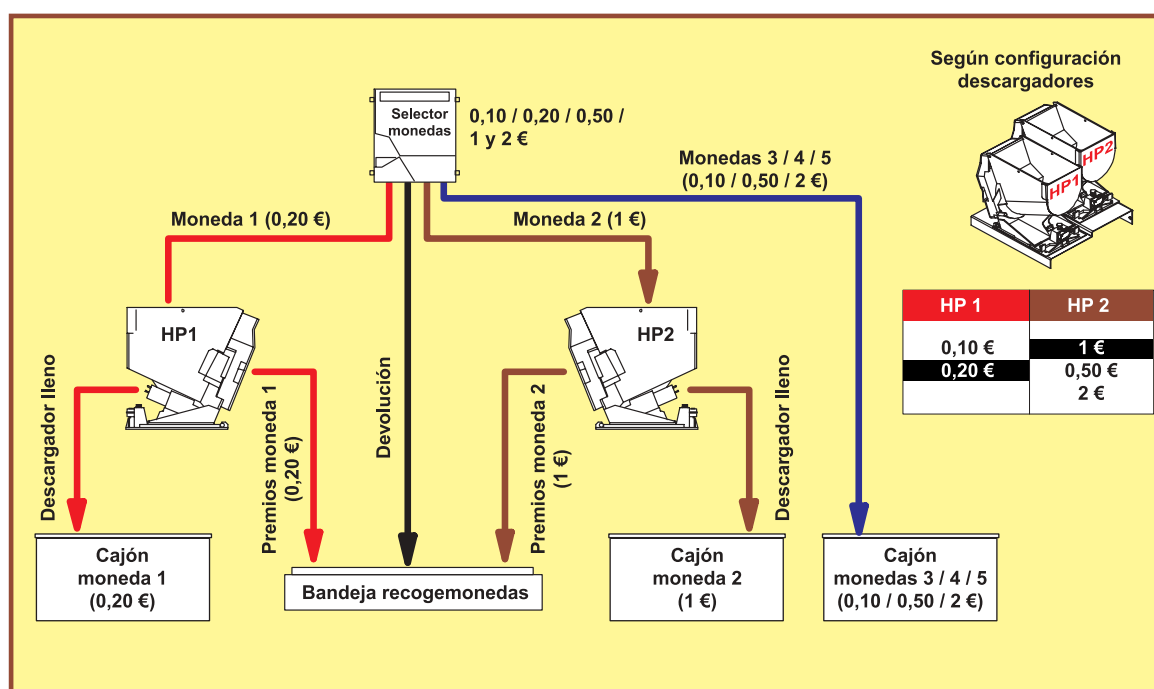 Según configuración
descargadores
HP2
HP1
Selector
monedas
0,10 / 0,20 / 0,50 /
1 y 2 €
Monedas 3 / 4 / 5
(0,10 / 0,50 / 2 €)
Moneda 1 (0,20 €)
Moneda 2 (1 €)
HP1
HP2
HP 1
HP 2
0,10 €
1 €
0,20 €
0,50 €
2 €
Descargador lleno
Premios moneda 1
(0,20 €)
Devolución
Premios moneda 2
(1 €)
Descargador lleno
Cajón
moneda 1
(0,20 €)
Bandeja recogemonedas
Cajón
moneda 2
(1 €)
Cajón
monedas 3 / 4 / 5
(0,10 / 0,50 / 2 €)